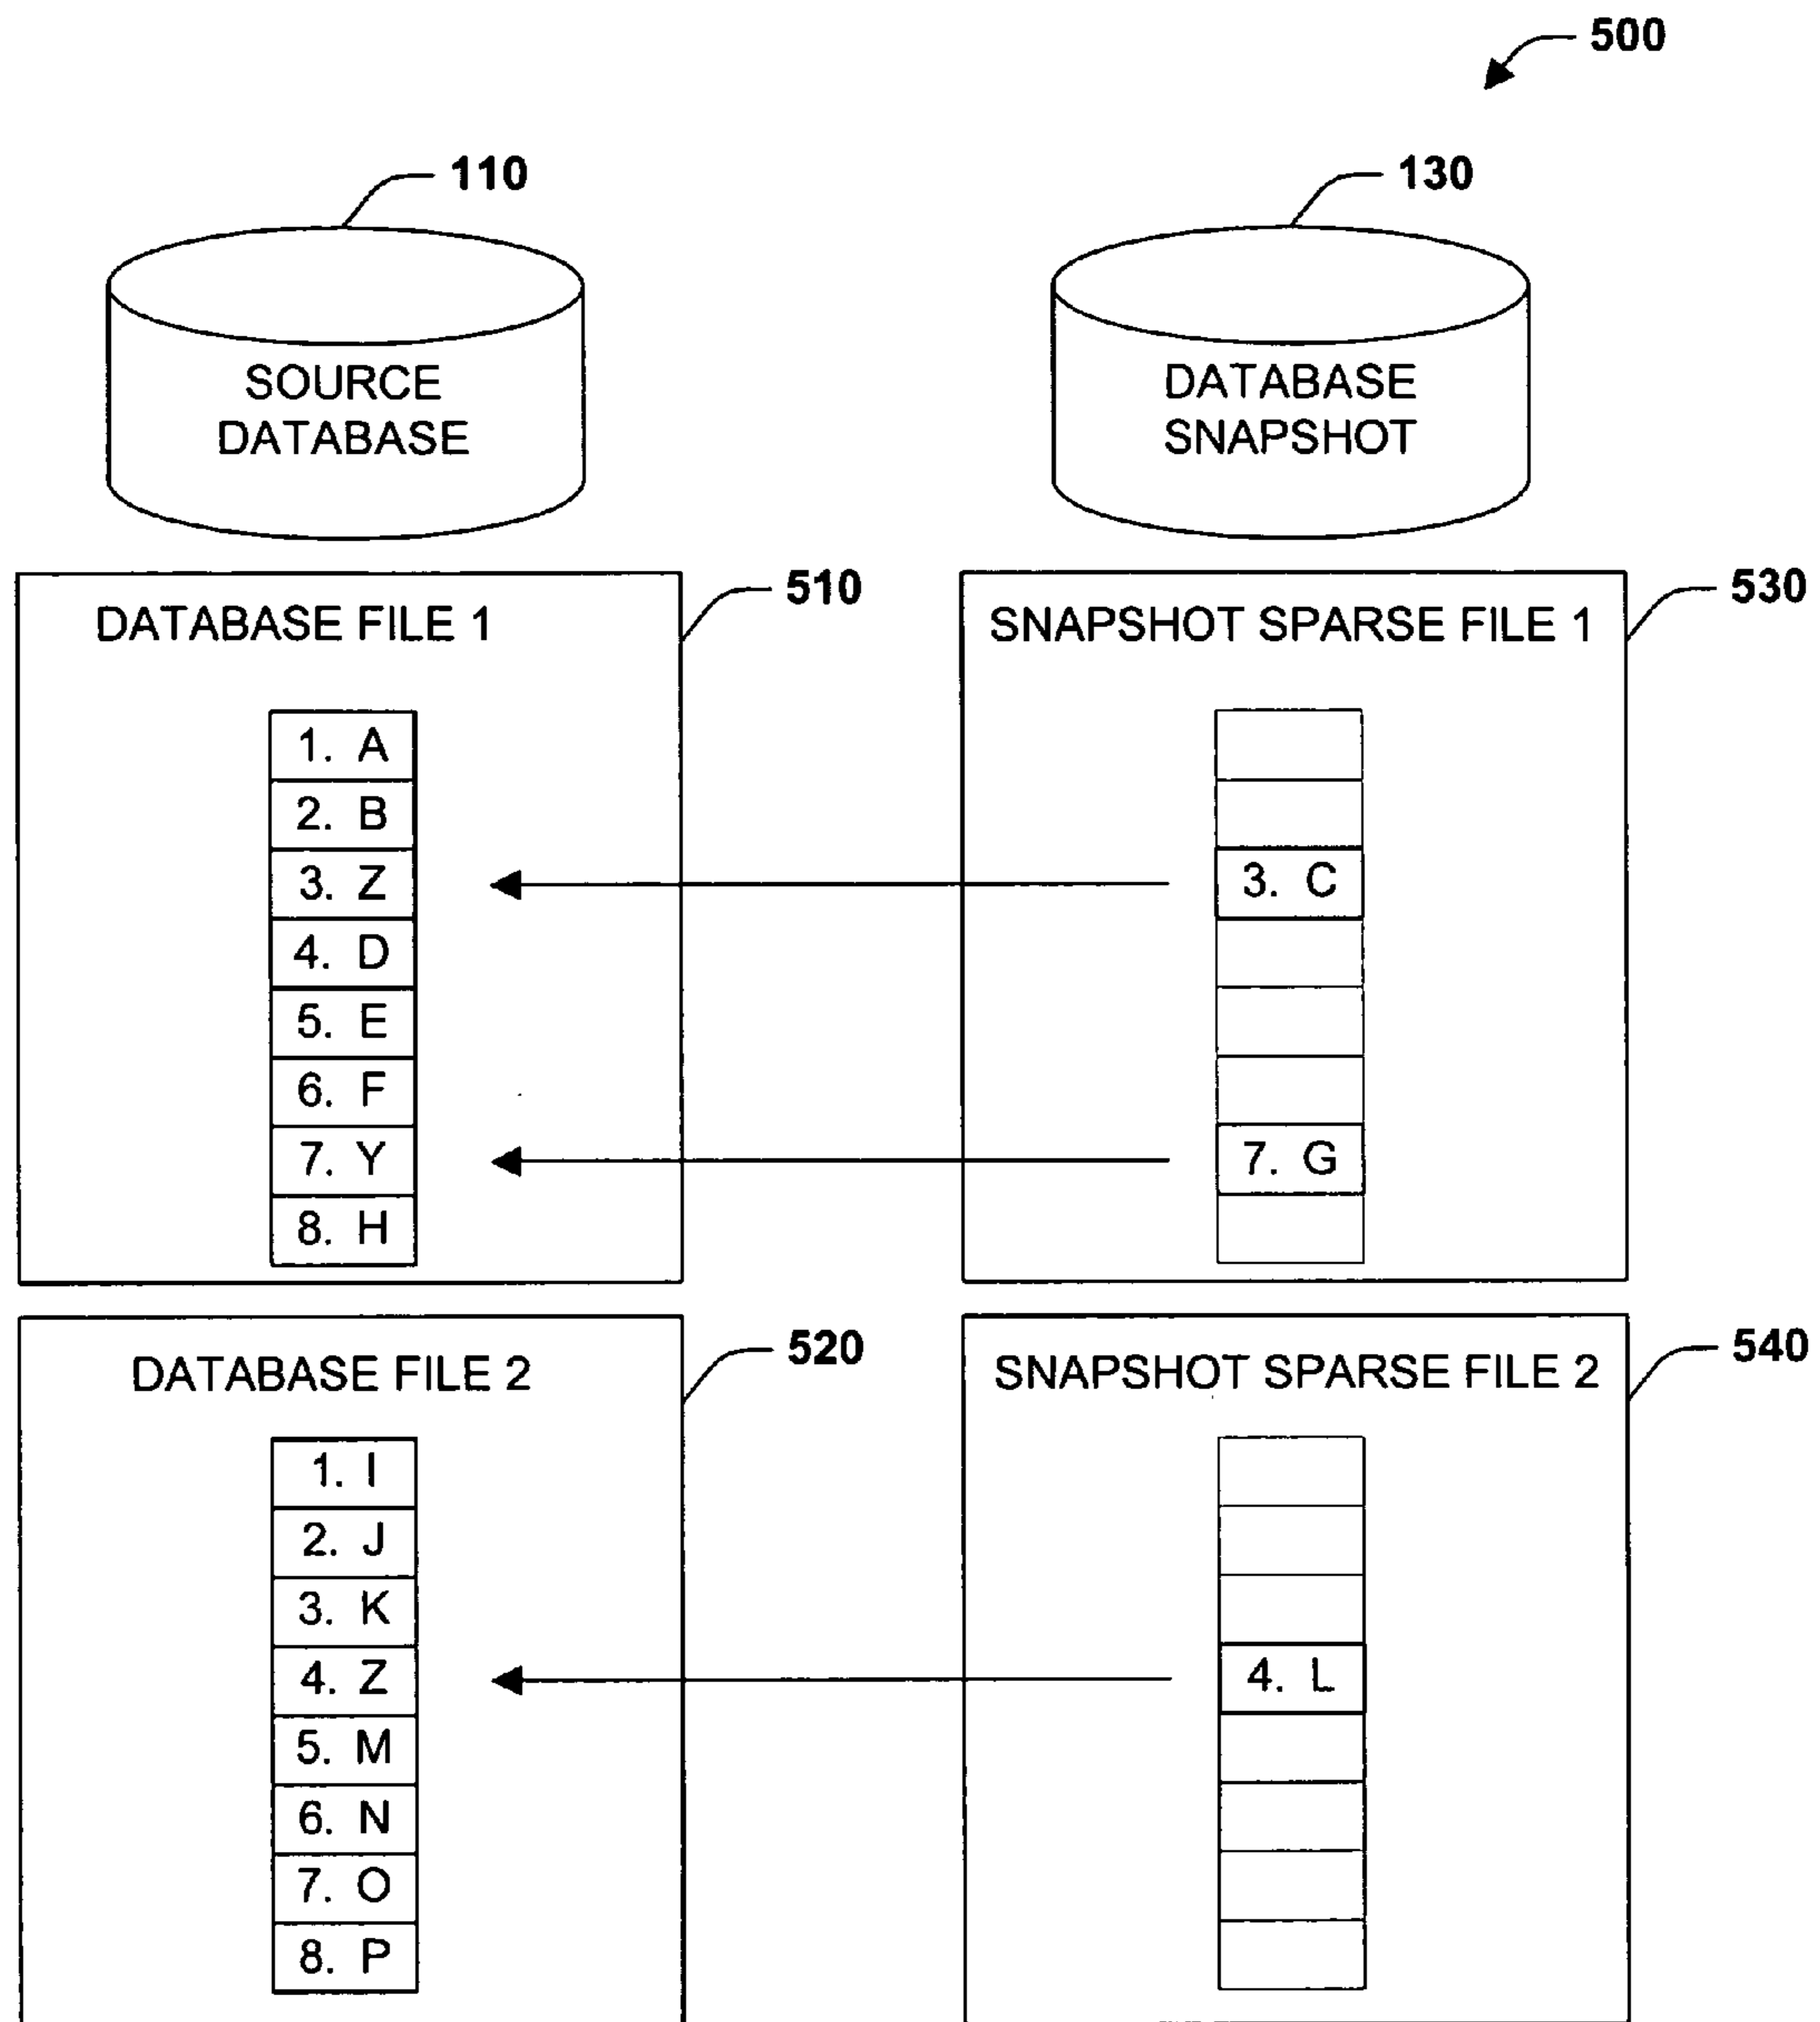 500
110
130
SOURCE
DATABASE
DATABASE
SNAPSHOT
510
530
DATABASE FILE 1
1. A
2. B
3. Z
4. D
5. E
6. F
7. Y
8. H
SNAPSHOT SPARSE FILE 1
3. C
7. G
520
540
DATABASE FILE 2
1. I
2. J
3. K
4. Z
5. M
6. N
7. O
8. P
SNAPSHOT SPARSE FILE 2
4. L